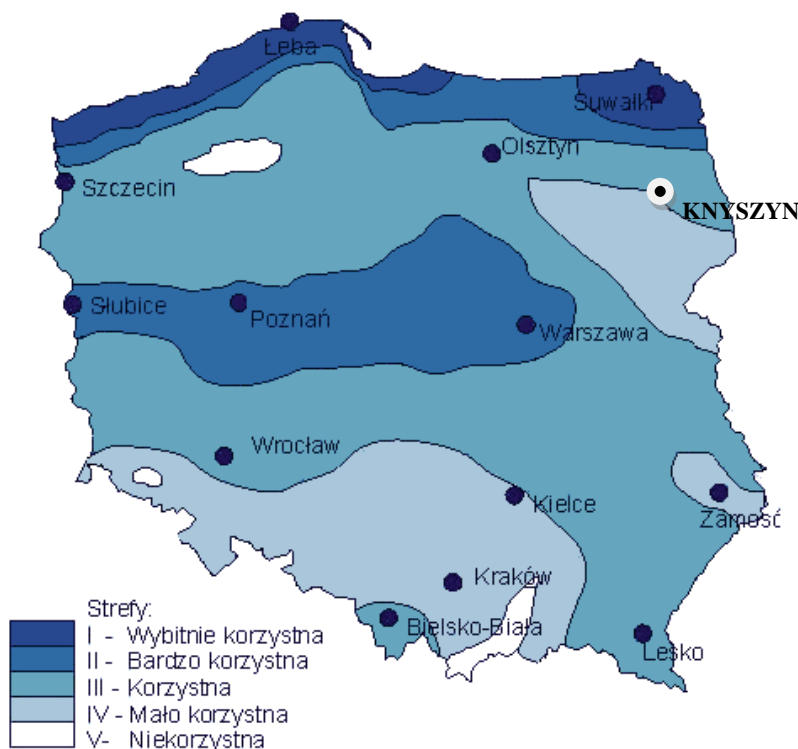 Łeba
Suwałki
Olsztyn
Szczecin
KNYSZYN
Słubice
Poznań
Warszawa
Wrocław
Kielce
Zamość
Kraków
Bielsko-Biała
Lesko
Strefy:
I - Wybitnie korzystna
II - Bardzo korzystna
III - Korzystna
IV - Mało korzystna
V- Niekorzystna